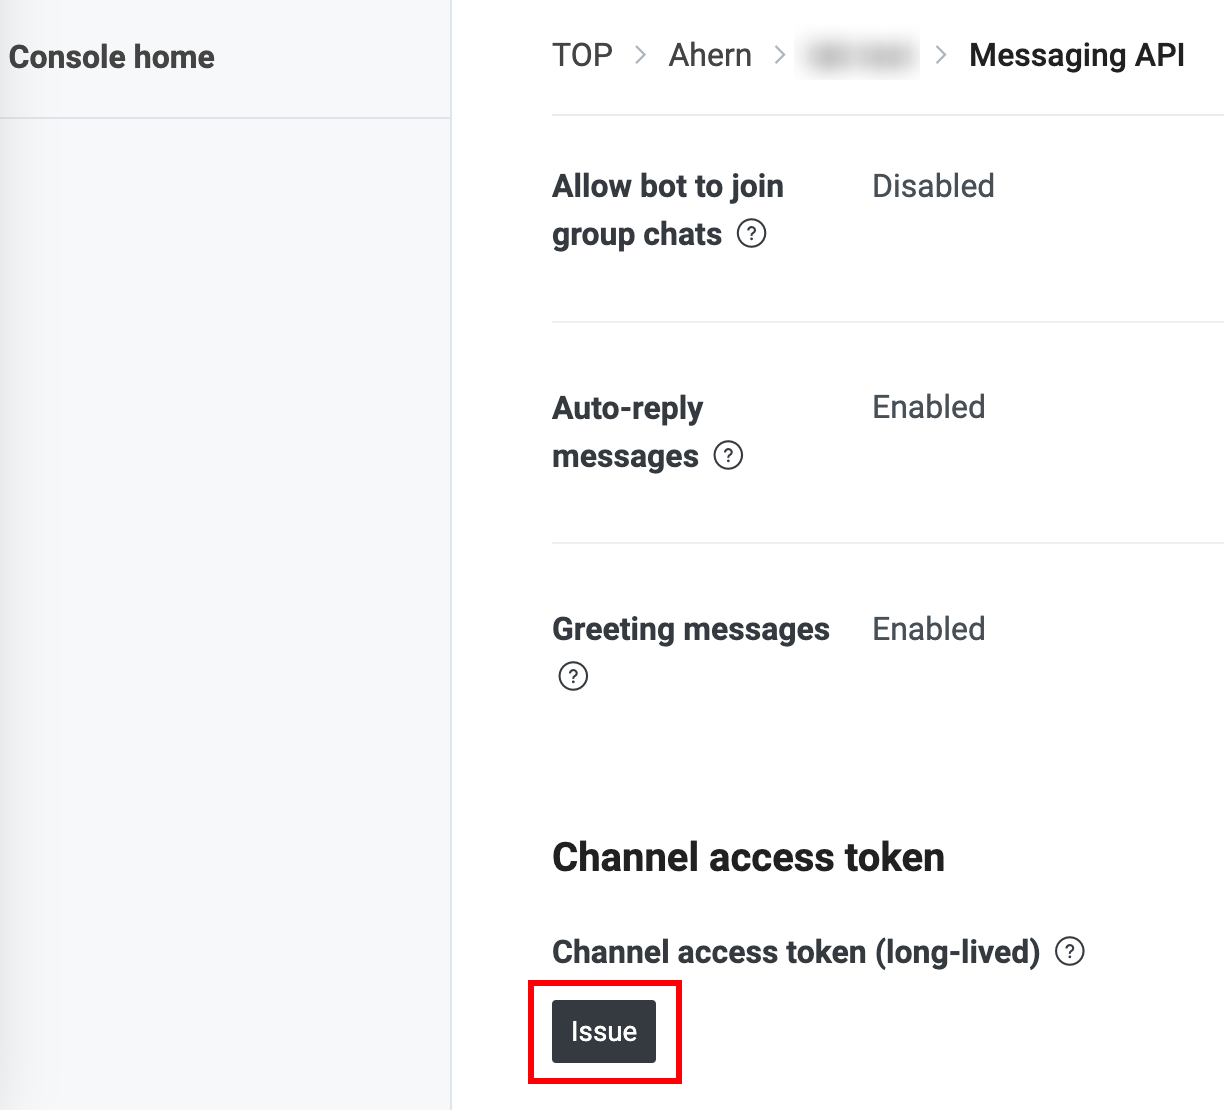 Console home
TOP > Ahern > > Messaging API
Allow bot to join
group chats ?
Disabled
Auto-reply
messages ?
Enabled
Greeting messages
?
Enabled
Channel access token
Channel access token (long-lived) ?
Issue